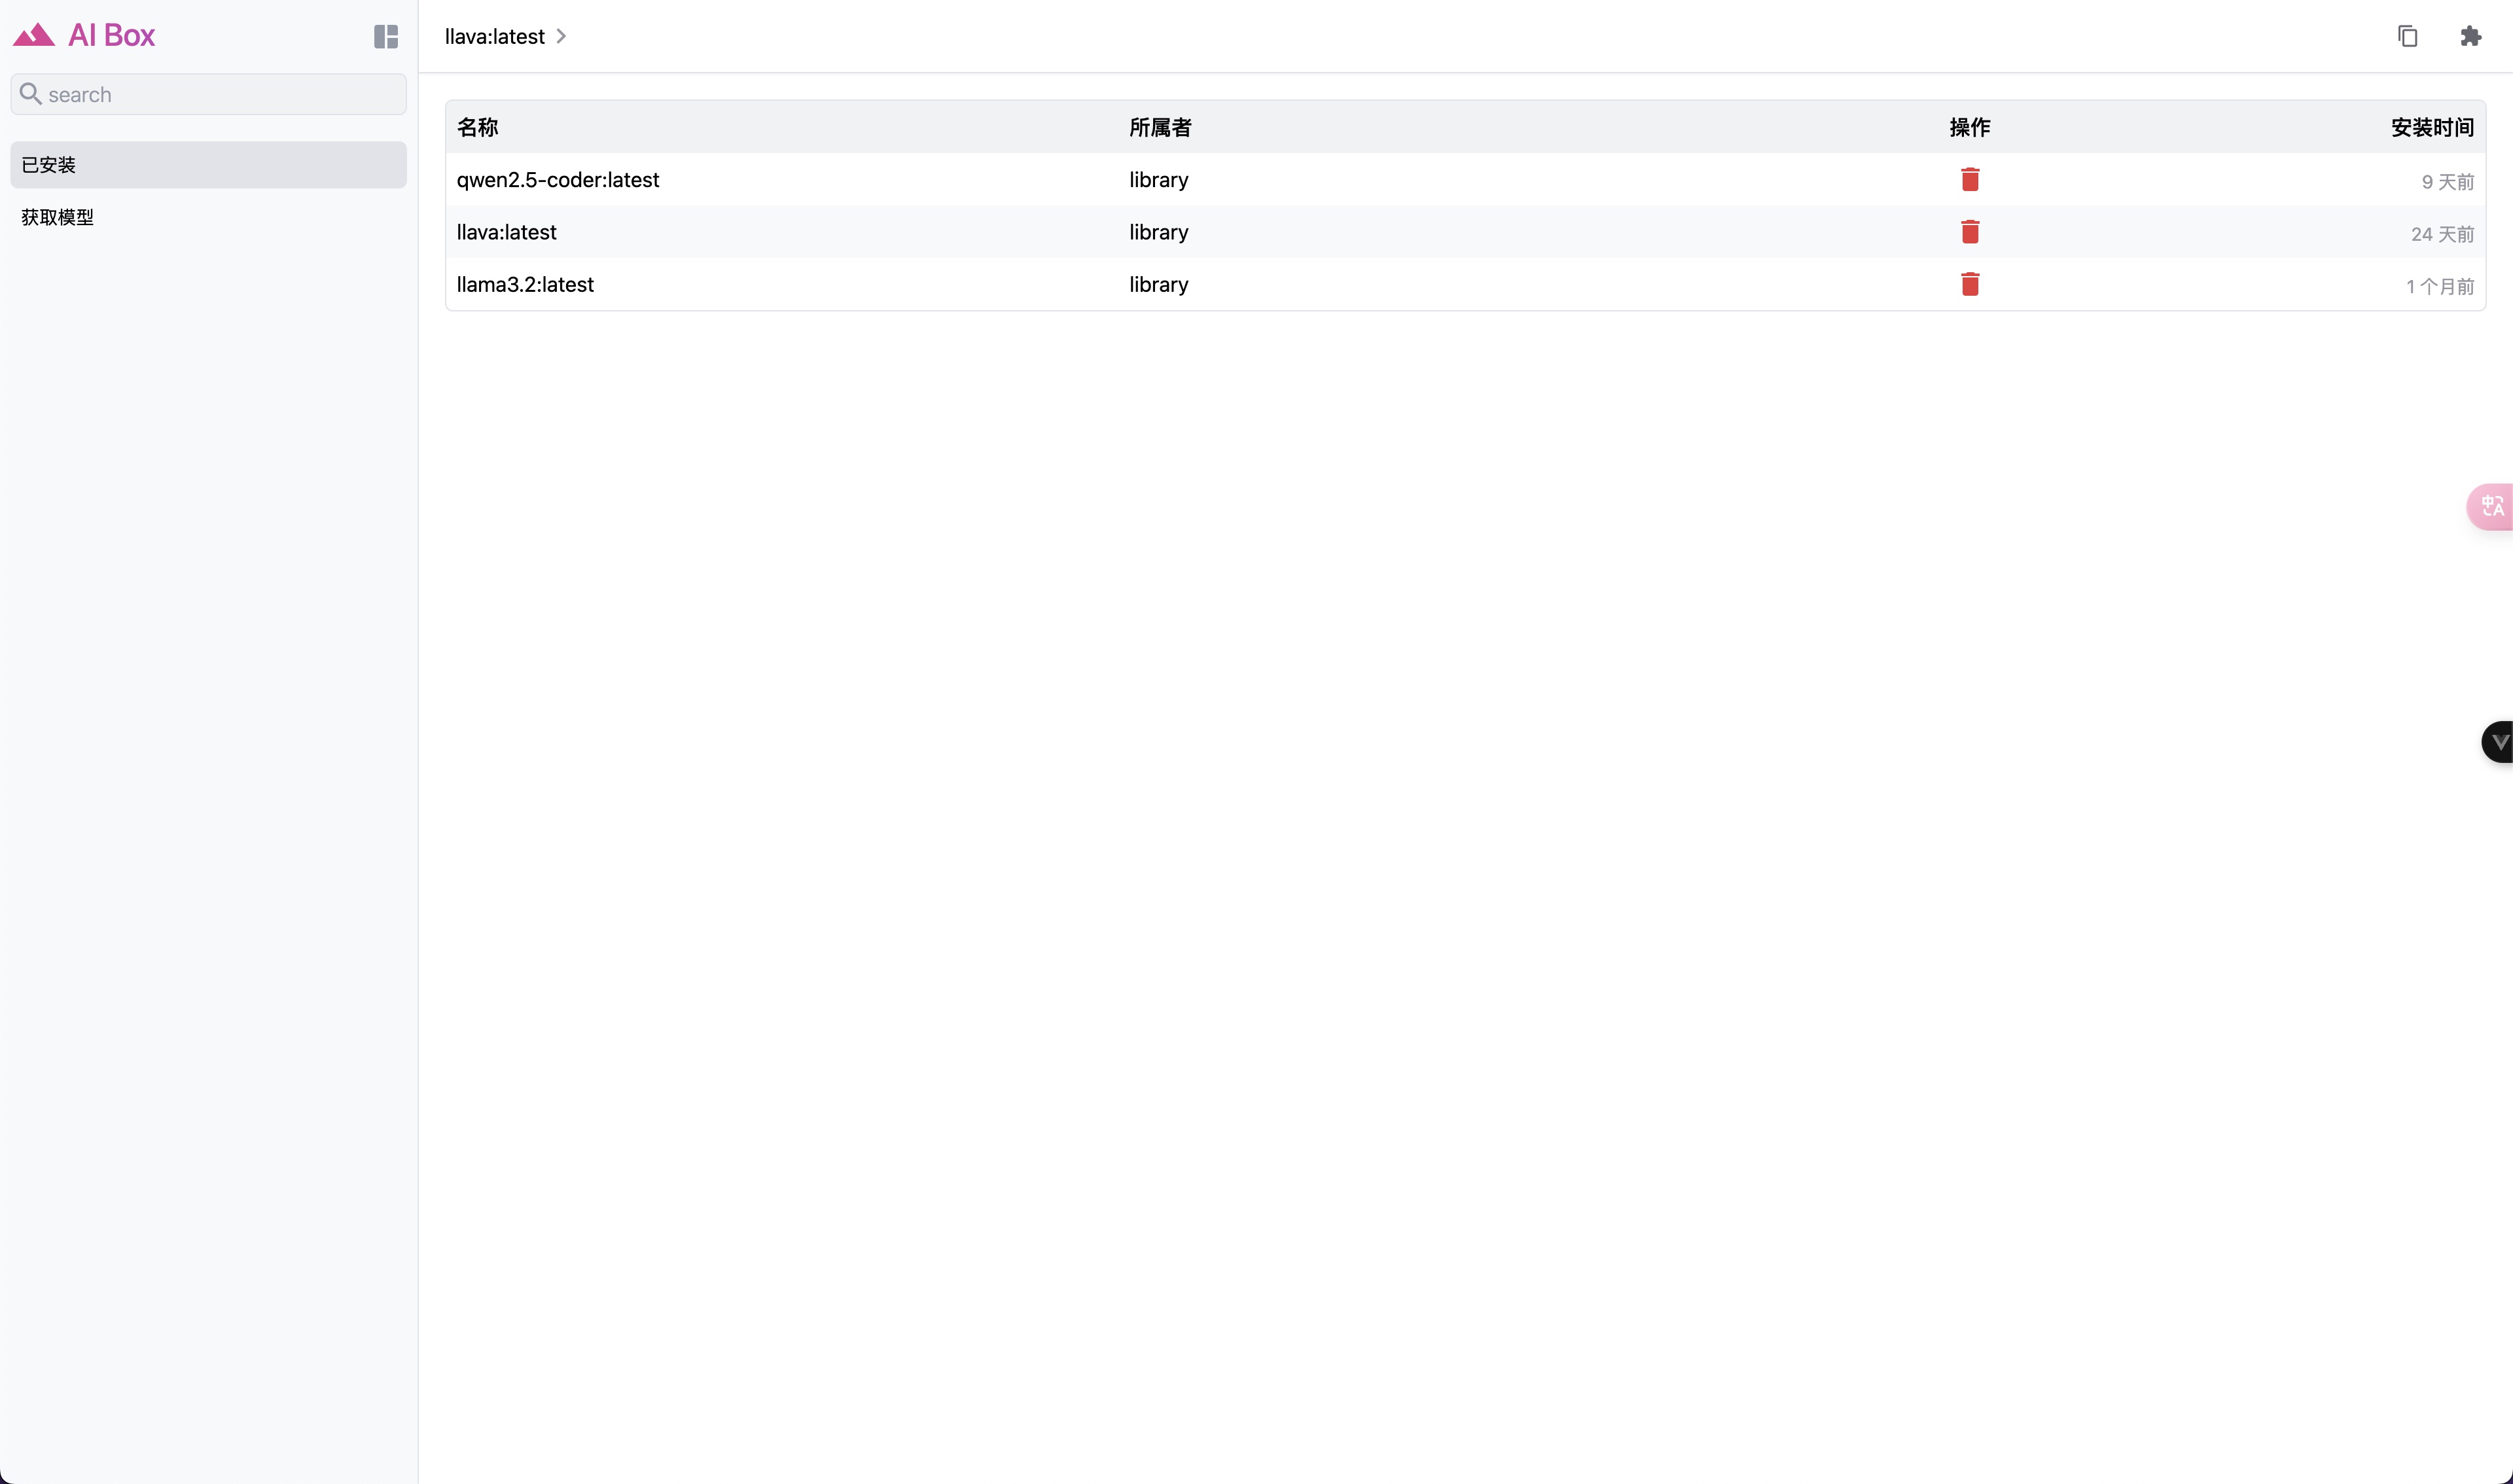 AI Box
search
已安装
获取模型
llava:latest
名称 所属者 操作 安装时间
qwen2.5-coder:latest library 9 天前
llava:latest library 24 天前
llama3.2:latest library 1 个月前
中A